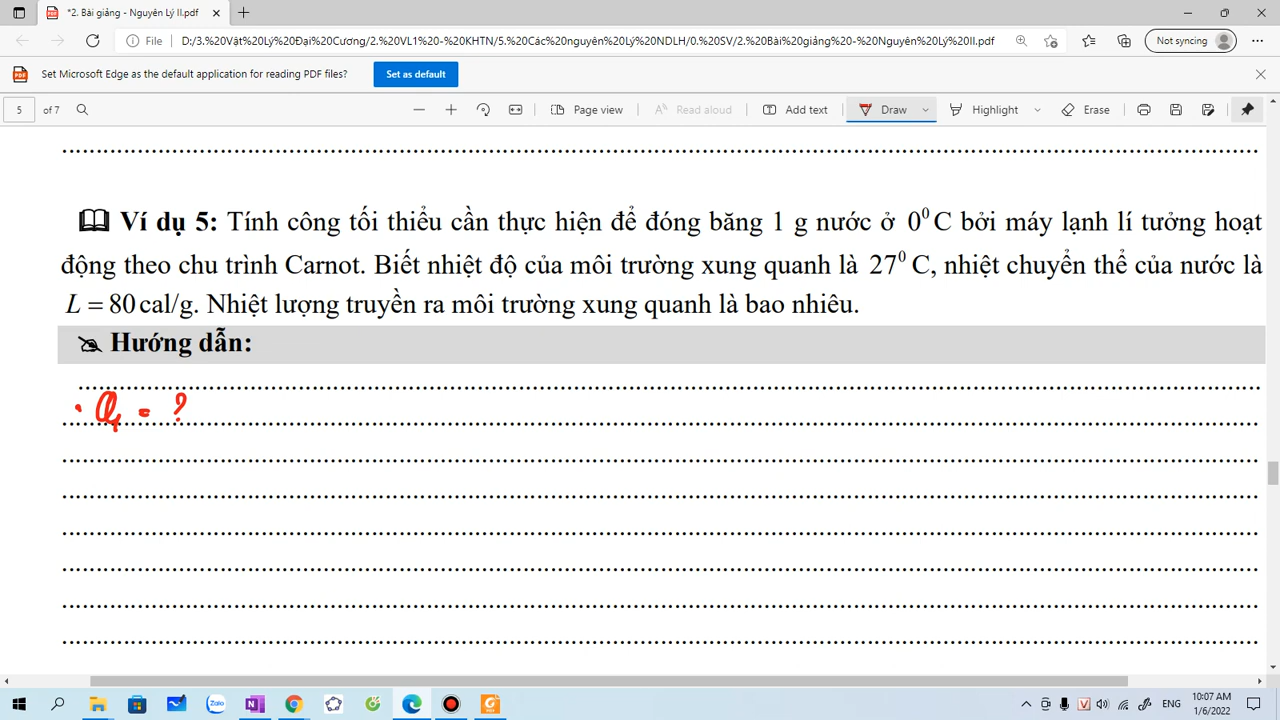 *2. Bài giảng - Nguyên Lý II.pdf
File
D:/3.%20Vật%20Lý%20Đại%20Cương/2.%20VL1%20-%20KHTN/5.%20Các%20nguyên%20Lý%20NDLH/0.%20SV/2.%20Bài%20giảng%20-%20Nguyên%20Lý%20II.pdf
Not syncing
Set Microsoft Edge as the default application for reading PDF files?
Set as default
5 of 7
Page view
Read aloud
Add text
Draw
Highlight
Erase
Ví dụ 5: Tính công tối thiểu cần thực hiện để đóng băng 1 g nước ở 0⁰ C bởi máy lạnh lí tưởng hoạt
động theo chu trình Carnot. Biết nhiệt độ của môi trường xung quanh là 27⁰ C, nhiệt chuyển thể của nước là
L = 80 cal/g. Nhiệt lượng truyền ra môi trường xung quanh là bao nhiêu.
Hướng dẫn:
• Q₁ = ?
Zalo
ENG
10:07 AM
1/6/2022